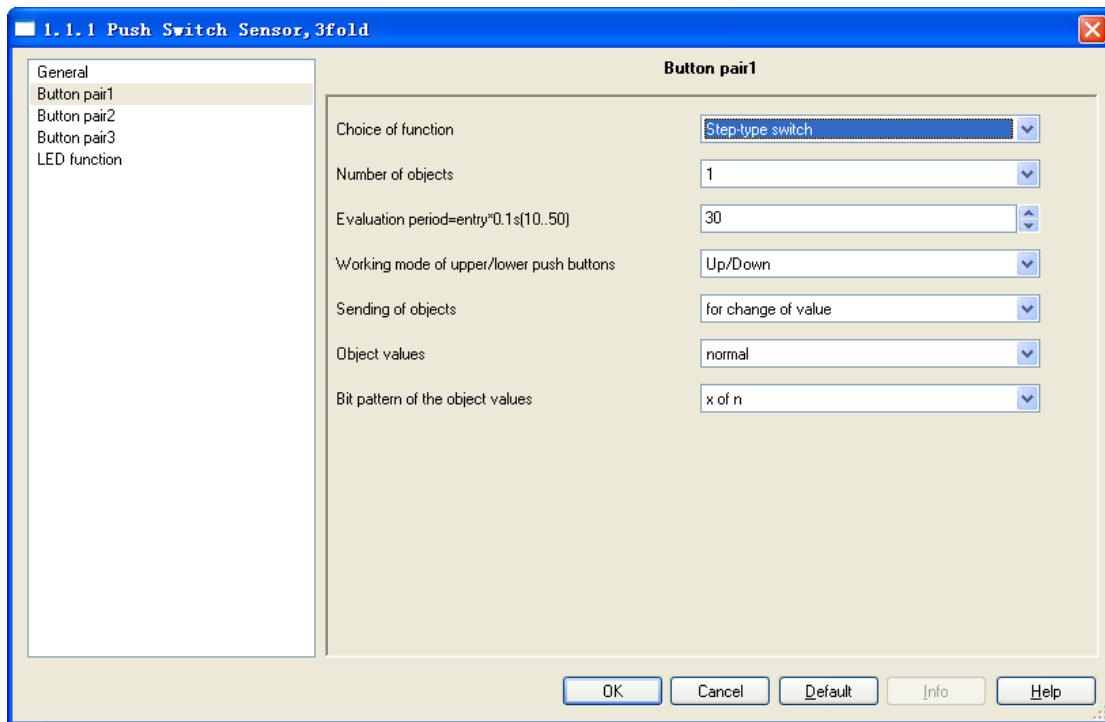 1.1.1 Push Switch Sensor,3fold
General
Button pair1
Button pair2
Button pair3
LED function
Button pair1
Choice of function Step-type switch
Number of objects 1
Evaluation period=entry*0.1s(10..50) 30
Working mode of upper/lower push buttons Up/Down
Sending of objects for change of value
Object values normal
Bit pattern of the object values x of n
OK Cancel Default Info Help